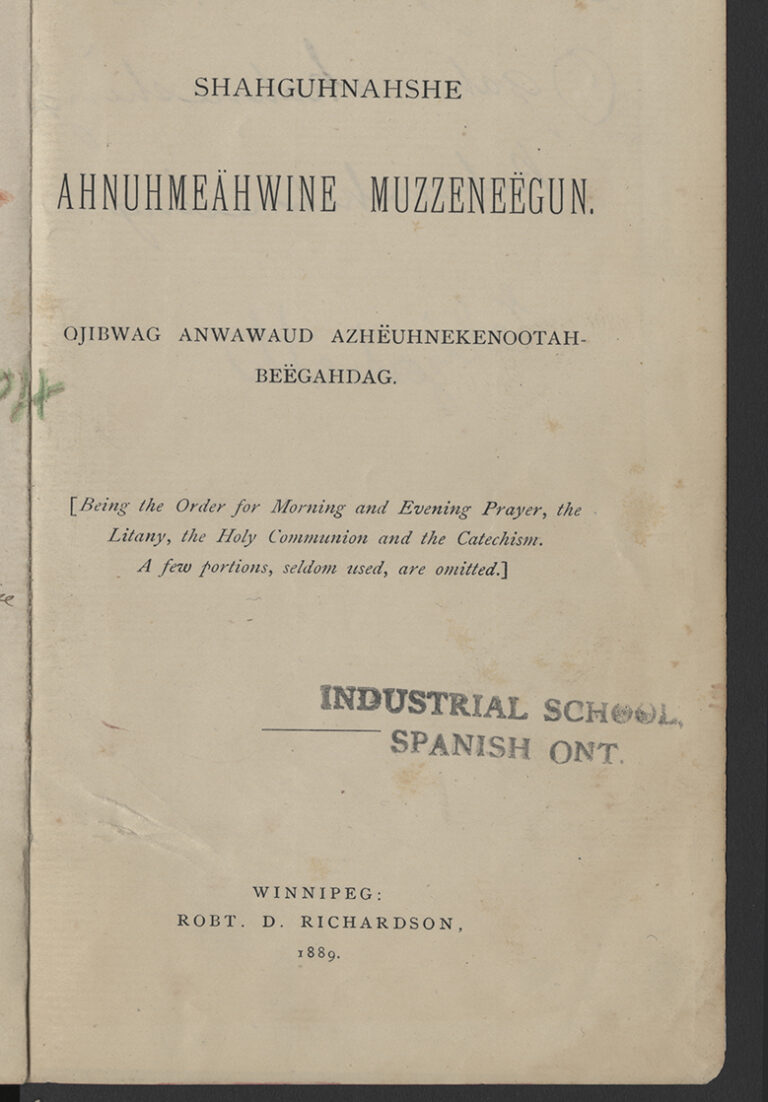 SHAHGUHNAHSHE
AHNUHMEÄHWINE MUZZENEËGUN.
OJIBWAG ANWAWAUD AZHËUHNEKENOOTAH-
BEËGAHDAG.
[Being the Order for Morning and Evening Prayer, the
Litany, the Holy Communion and the Catechism.
A few portions, seldom used, are omitted.]
INDUSTRIAL SCHOOL,
SPANISH ONT.
WINNIPEG:
ROBT. D. RICHARDSON,
1889.